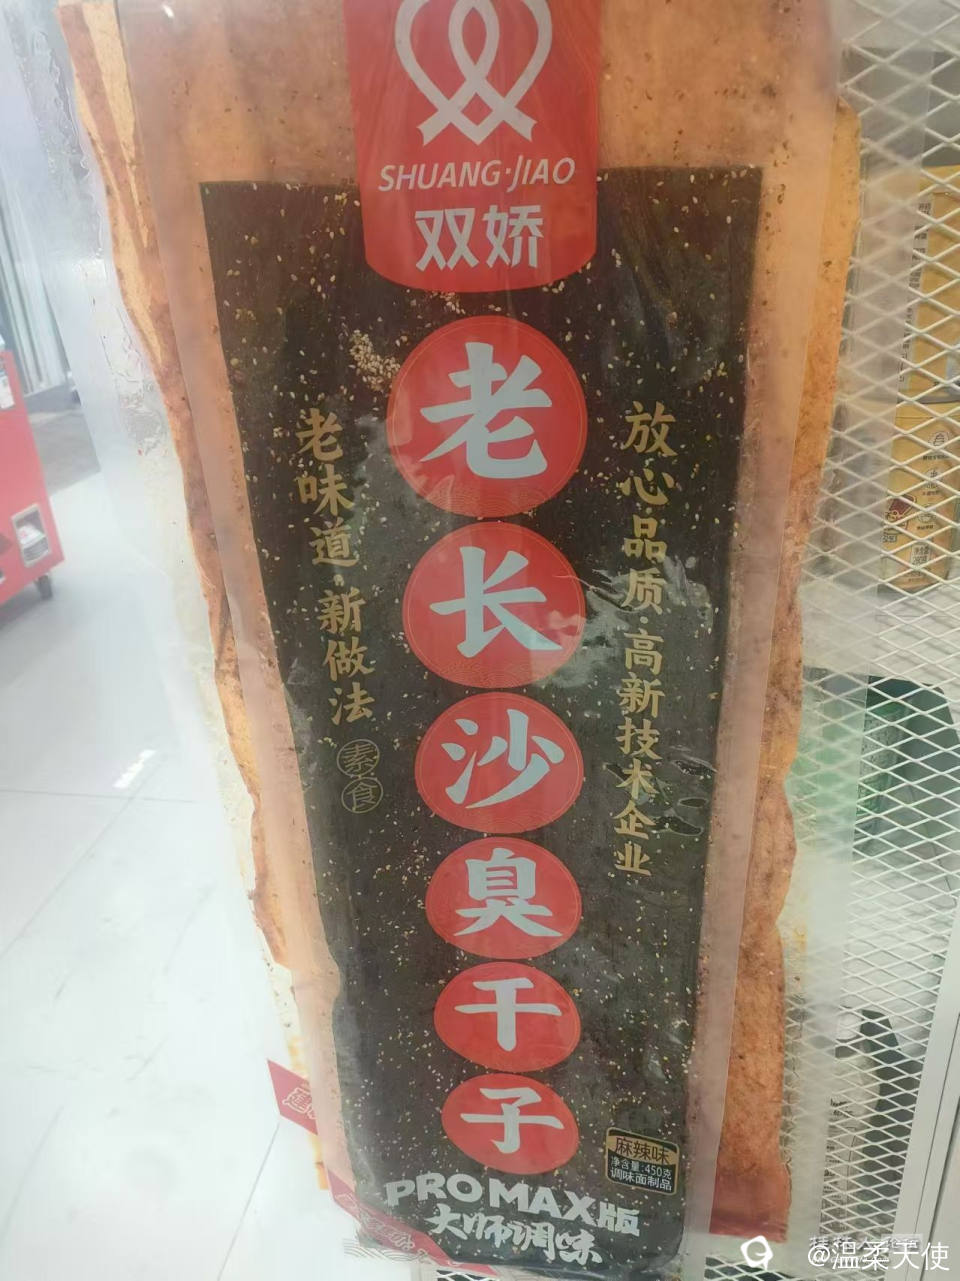 SHUANG·JIAO
双娇
老长沙臭干子
老味道·新做法
素食
放心品质·高新技术企业
麻辣味
净含量:450克
调味面制品
PRO MAX版
大师调味
@温柔天使